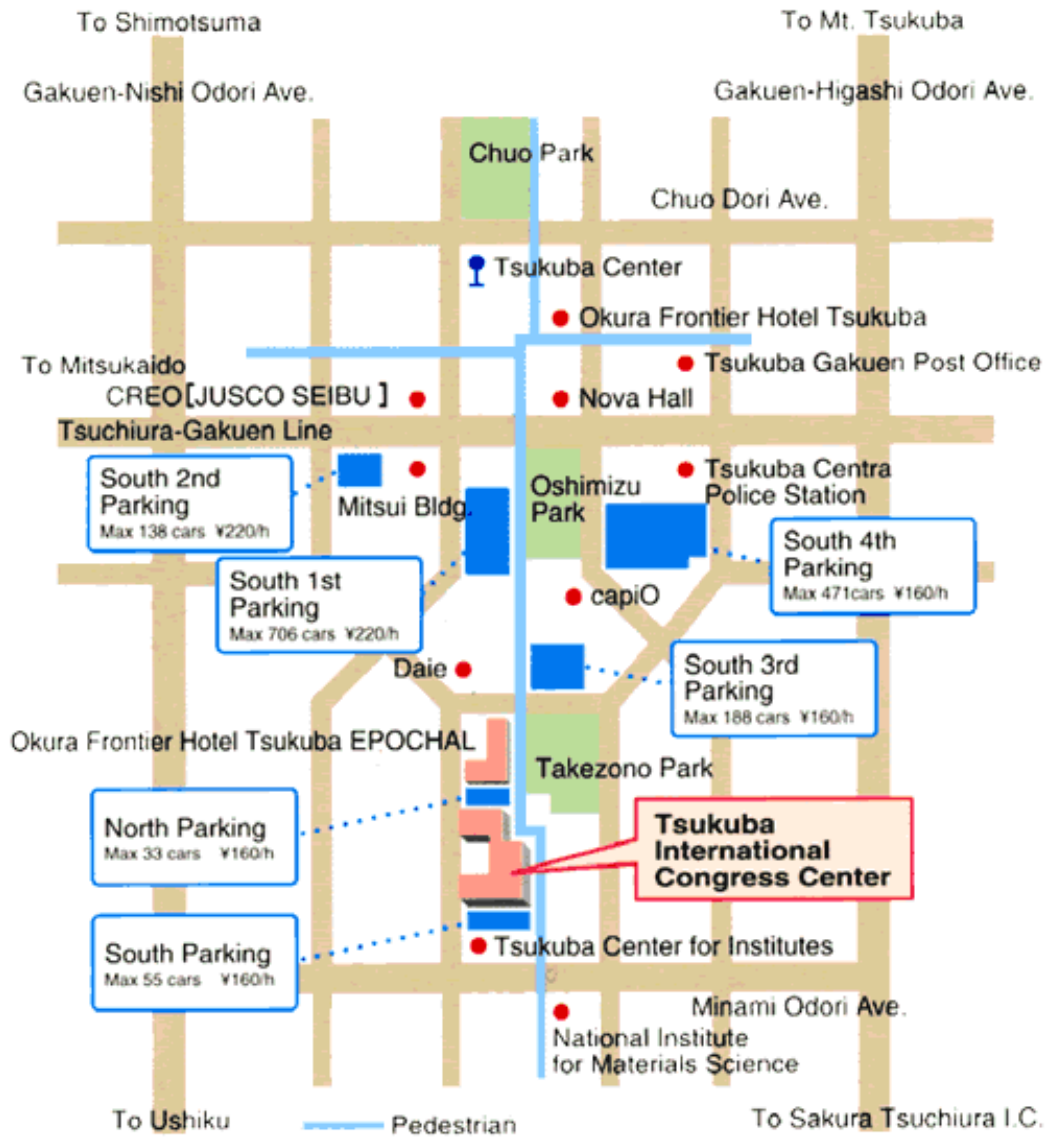 To Shimotsuma
To Mt. Tsukuba
Gakuen-Nishi Odori Ave.
Gakuen-Higashi Odori Ave.
Chuo Park
Chuo Dori Ave.
Tsukuba Center
Okura Frontier Hotel Tsukuba
To Mitsukaido
Tsukuba Gakuen Post Office
CREO[JUSCO SEIBU ]
Nova Hall
Tsuchiura-Gakuen Line
South 2nd
Parking
Max 138 cars ¥220/h
Mitsui Bldg.
Oshimizu
Park
Tsukuba Centra
Police Station
South 4th
Parking
Max 471cars ¥160/h
South 1st
Parking
Max 706 cars ¥220/h
capiO
Daie
South 3rd
Parking
Max 188 cars ¥160/h
Okura Frontier Hotel Tsukuba EPOCHAL
Takezono Park
North Parking
Max 33 cars ¥160/h
Tsukuba
International
Congress Center
South Parking
Max 55 cars ¥160/h
Tsukuba Center for Institutes
Minami Odori Ave.
National Institute
for Materials Science
To Ushiku
Pedestrian
To Sakura Tsuchiura I.C.